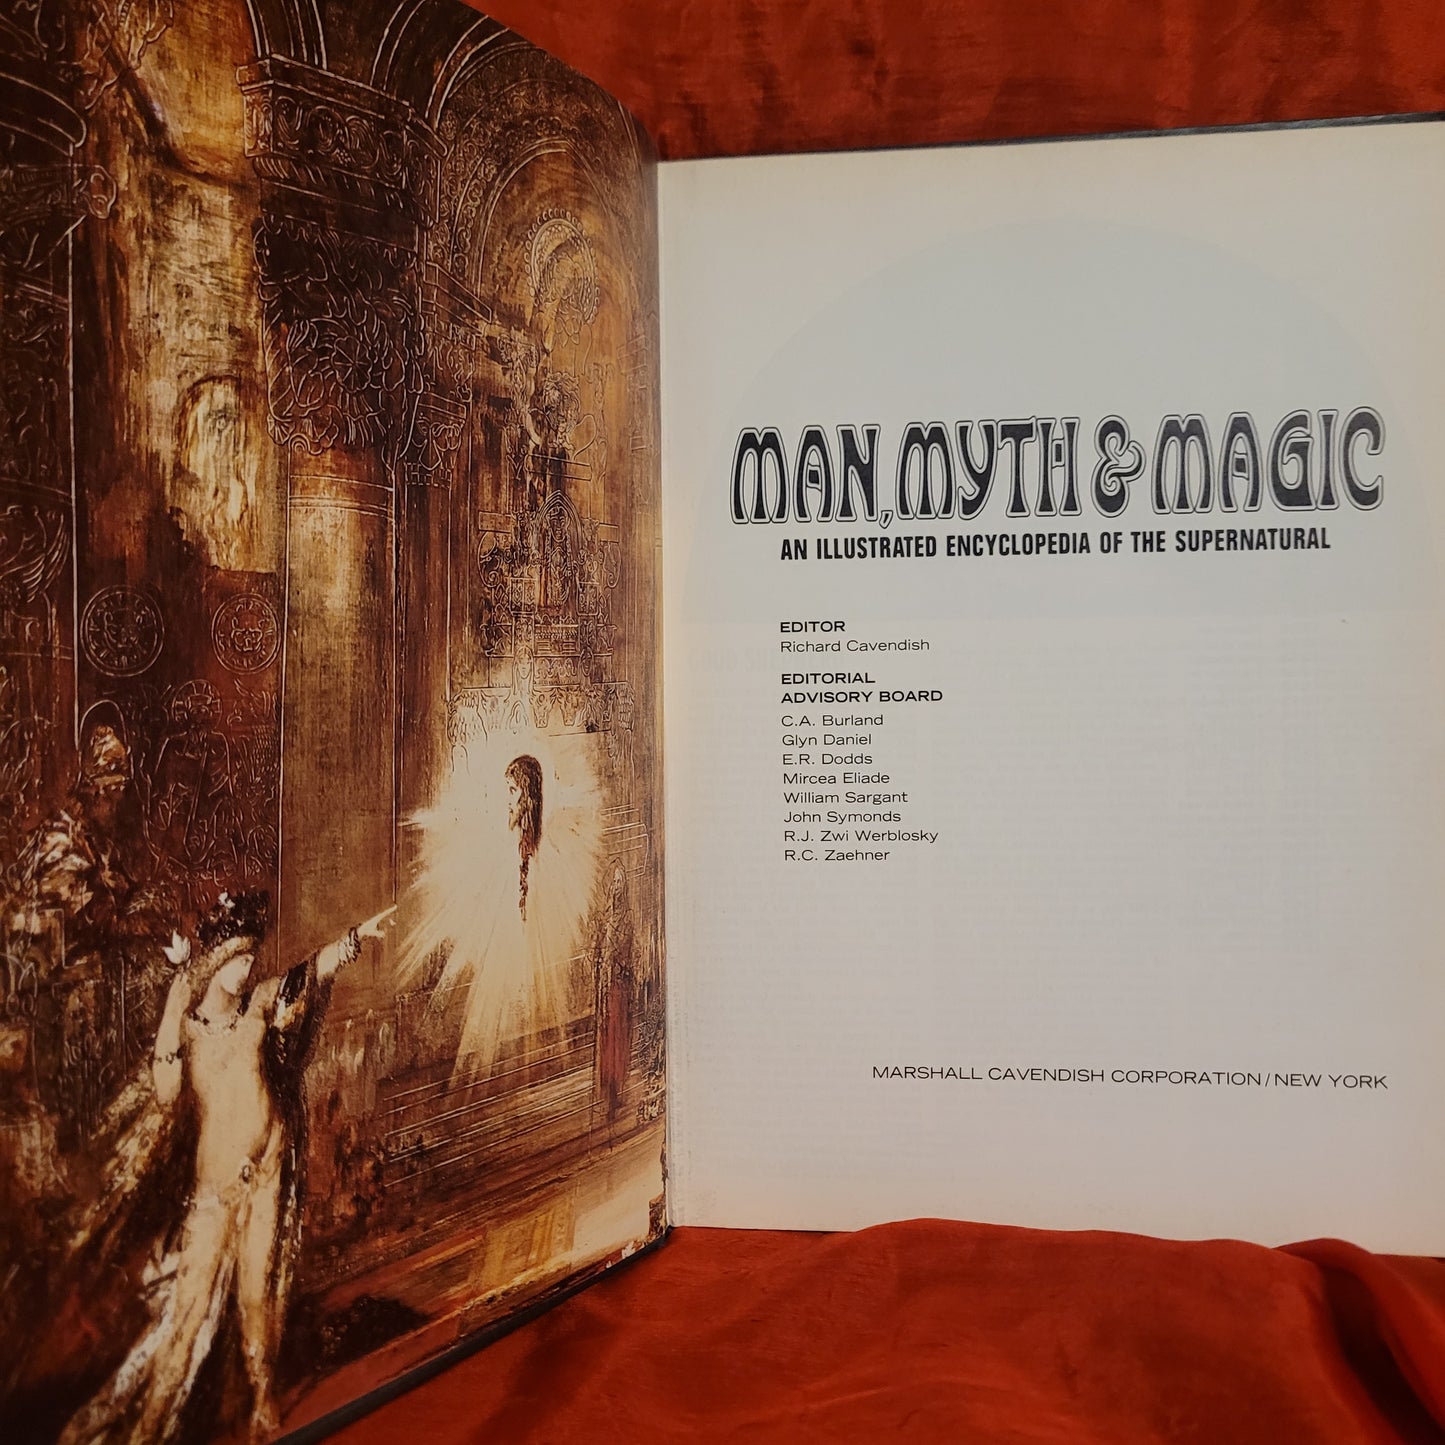 MAN, MYTH & MAGIC
AN ILLUSTRATED ENCYCLOPEDIA OF THE SUPERNATURAL
EDITOR
Richard Cavendish
EDITORIAL
ADVISORY BOARD
C.A. Burland
Glyn Daniel
E.R. Dodds
Mircea Eliade
William Sargant
John Symonds
R.J. Zwi Werblosky
R.C. Zaehner
MARSHALL CAVENDISH CORPORATION/NEW YORK